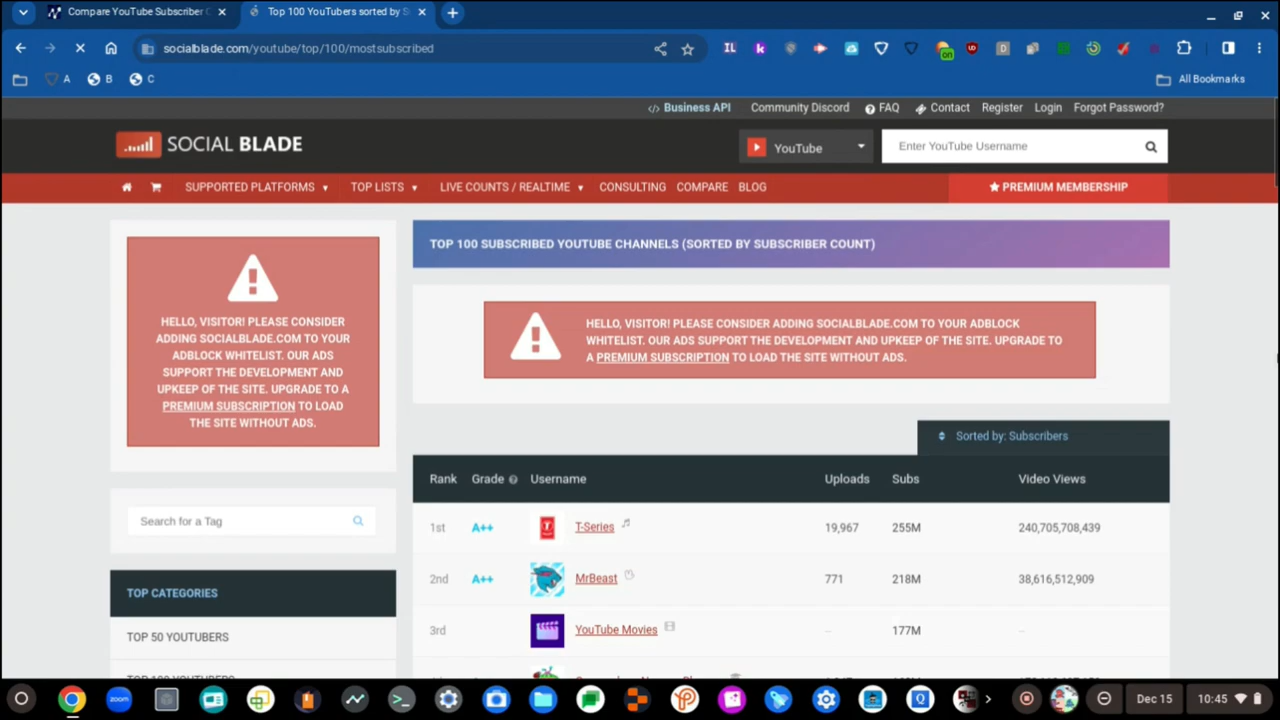 Compare YouTube Subscriber C
Top 100 YouTubers sorted by S
socialblade.com/youtube/top/100/mostsubscribed
A
B
C
All Bookmarks
Business API
Community Discord
FAQ
Contact
Register
Login
Forgot Password?
SOCIAL BLADE
YouTube
Enter YouTube Username
SUPPORTED PLATFORMS
TOP LISTS
LIVE COUNTS / REALTIME
CONSULTING
COMPARE
BLOG
PREMIUM MEMBERSHIP
HELLO, VISITOR! PLEASE CONSIDER
ADDING SOCIALBLADE.COM TO YOUR
ADBLOCK WHITELIST. OUR ADS
SUPPORT THE DEVELOPMENT AND
UPKEEP OF THE SITE. UPGRADE TO A
PREMIUM SUBSCRIPTION TO LOAD
THE SITE WITHOUT ADS.
Search for a Tag
TOP CATEGORIES
TOP 50 YOUTUBERS
TOP 100 SUBSCRIBED YOUTUBE CHANNELS (SORTED BY SUBSCRIBER COUNT)
HELLO, VISITOR! PLEASE CONSIDER ADDING SOCIALBLADE.COM TO YOUR ADBLOCK
WHITELIST. OUR ADS SUPPORT THE DEVELOPMENT AND UPKEEP OF THE SITE. UPGRADE TO
A PREMIUM SUBSCRIPTION TO LOAD THE SITE WITHOUT ADS.
Sorted by: Subscribers
Rank Grade Username Uploads Subs Video Views
1st A++ T-Series 19,967 255M 240,705,708,439
2nd A++ MrBeast 771 218M 38,616,512,909
3rd YouTube Movies -- 177M --
zoom
Dec 15
10:45